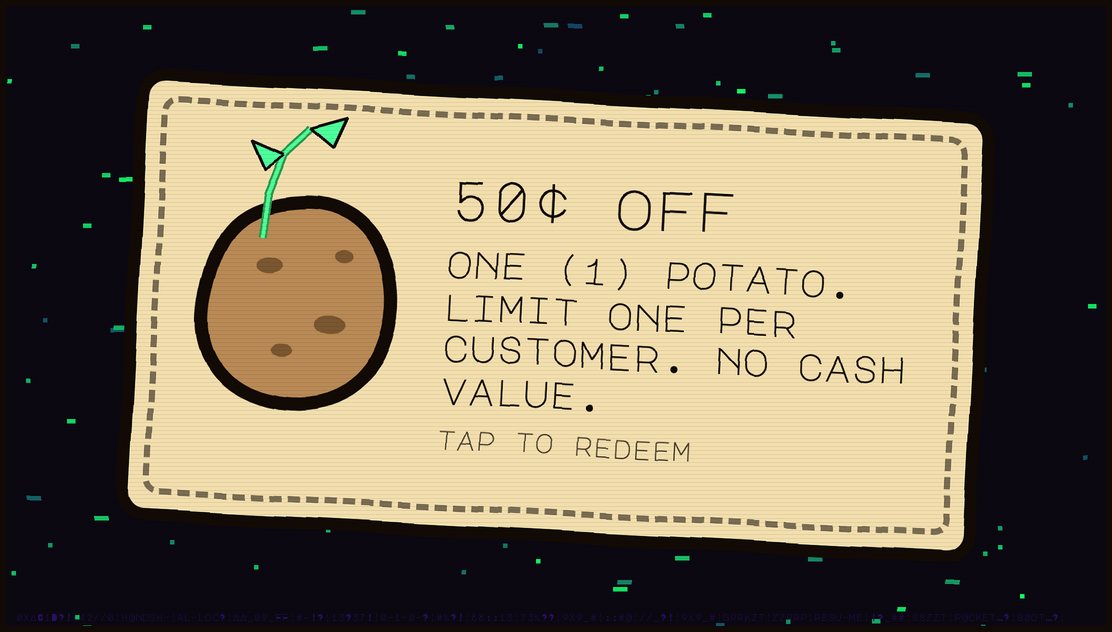 50¢ OFF
ONE (1) POTATO.
LIMIT ONE PER
CUSTOMER. NO CASH
VALUE.
TAP TO REDEEM